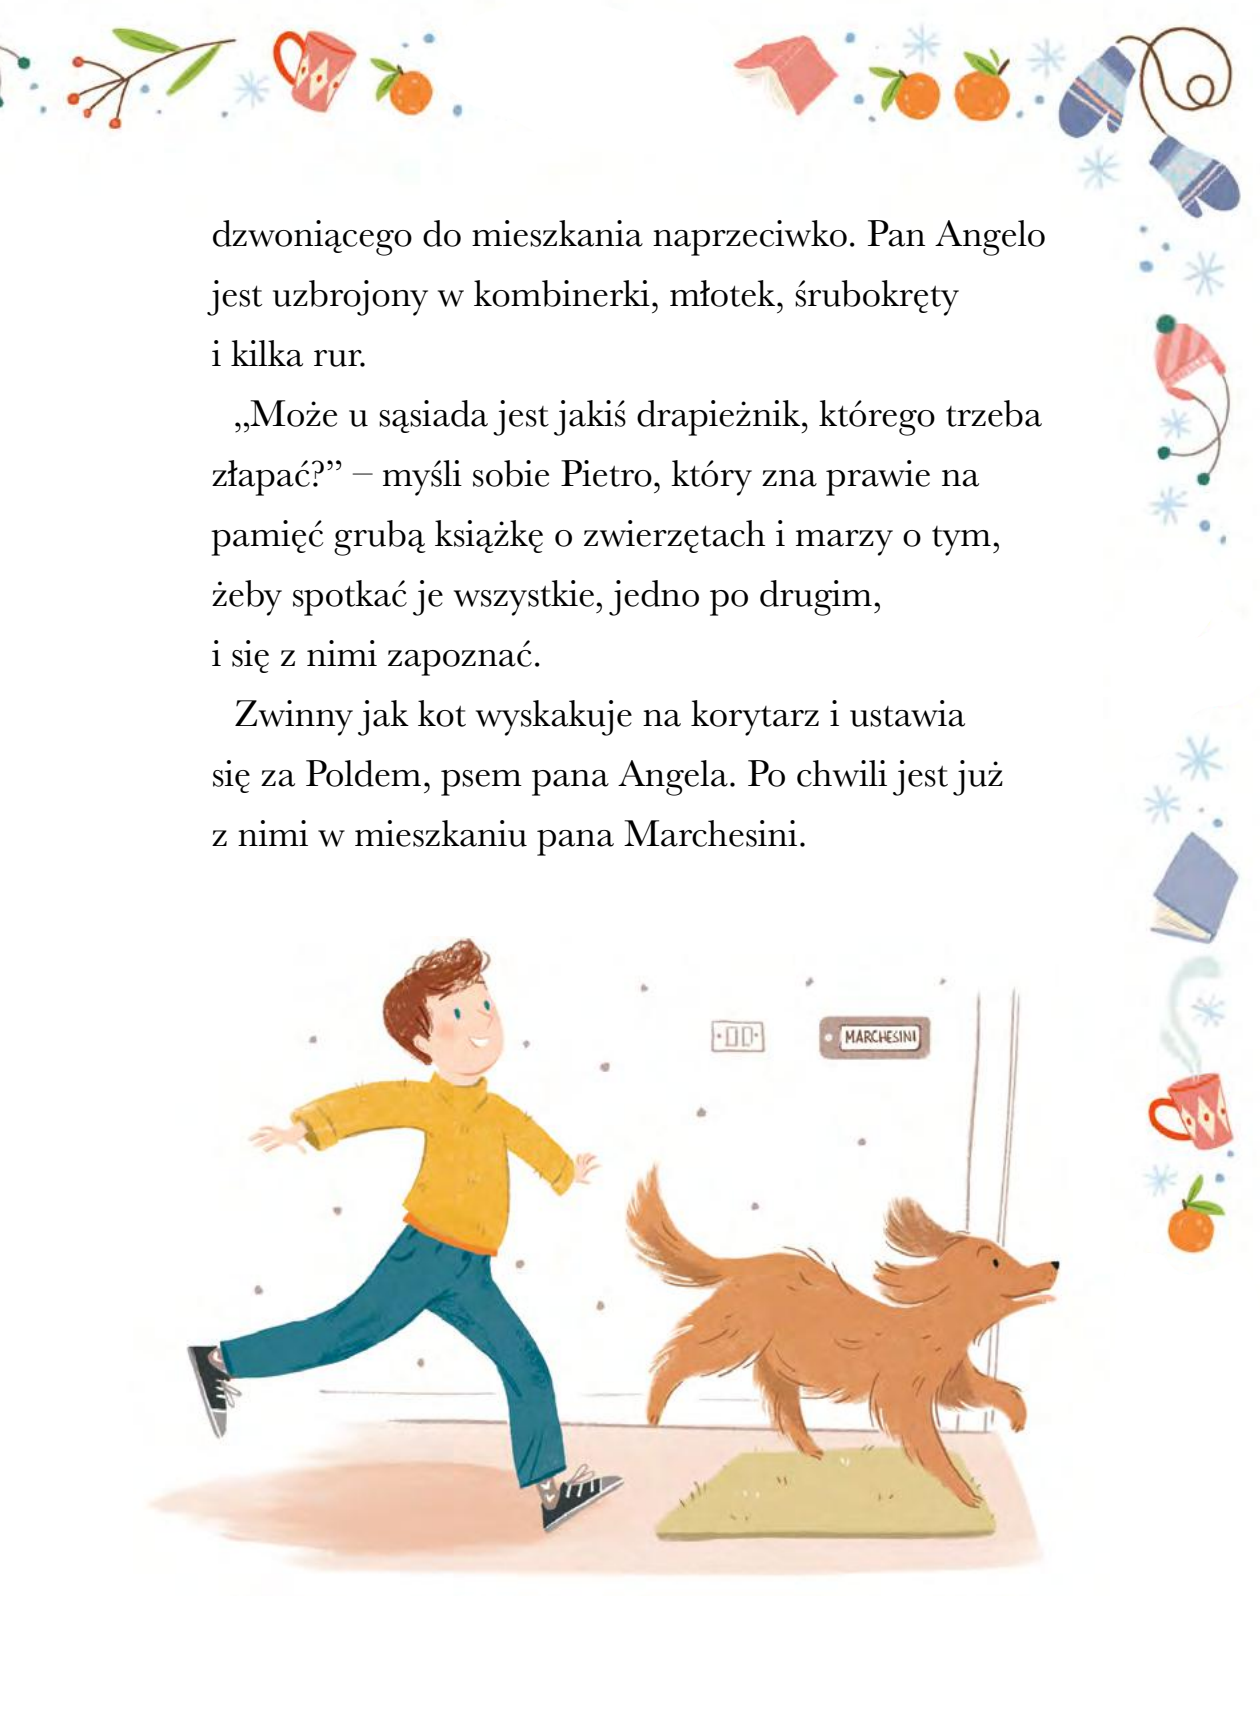 dzwoniącego do mieszkania naprzeciwko. Pan Angelo
jest uzbrojony w kombinerki, młotek, śrubokręty
i kilka rur.
„Może u sąsiada jest jakiś drapieżnik, którego trzeba
złapać?” – myśli sobie Pietro, który zna prawie na
pamięć grubą książkę o zwierzętach i marzy o tym,
żeby spotkać je wszystkie, jedno po drugim,
i się z nimi zapoznać.
Zwinny jak kot wyskakuje na korytarz i ustawia
się za Poldem, psem pana Angela. Po chwili jest już
z nimi w mieszkaniu pana Marchesini.
MARCHESINI